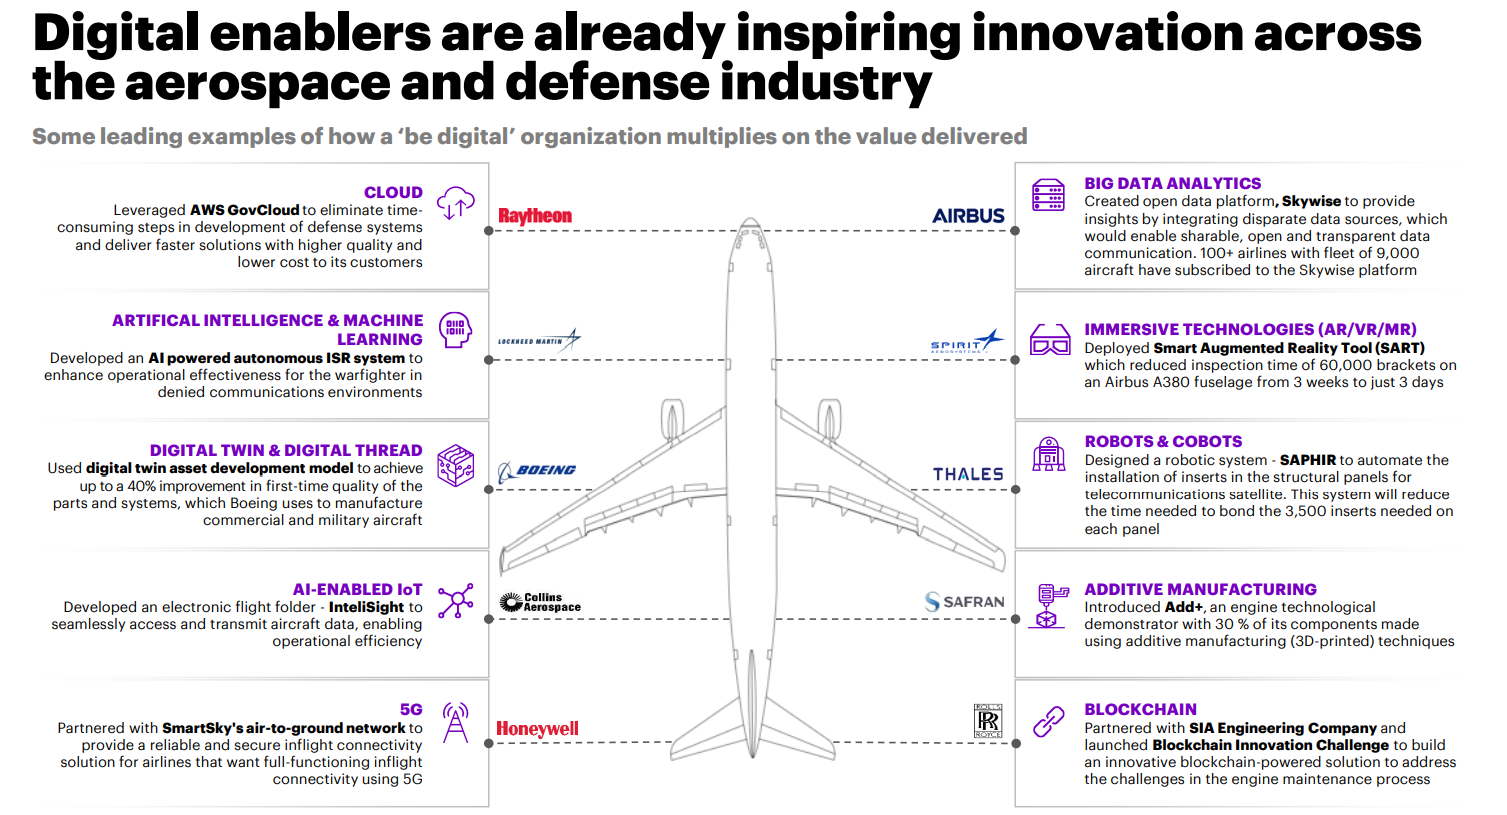 Digital enablers are already inspiring innovation across
the aerospace and defense industry
Some leading examples of how a ‘be digital’ organization multiplies on the value delivered
CLOUD
Leveraged AWS GovCloud to eliminate time-
consuming steps in development of defense systems
and deliver faster solutions with higher quality and
lower cost to its customers
Raytheon
ARTIFICAL INTELLIGENCE & MACHINE
LEARNING
Developed an AI powered autonomous ISR system to
enhance operational effectiveness for the warfighter in
denied communications environments
LOCKHEED MARTIN
DIGITAL TWIN & DIGITAL THREAD
Used digital twin asset development model to achieve
up to a 40% improvement in first-time quality of the
parts and systems, which Boeing uses to manufacture
commercial and military aircraft
BOEING
AI-ENABLED IoT
Developed an electronic flight folder - InteliSight to
seamlessly access and transmit aircraft data, enabling
operational efficiency
Collins
Aerospace
5G
Partnered with SmartSky's air-to-ground network to
provide a reliable and secure inflight connectivity
solution for airlines that want full-functioning inflight
connectivity using 5G
Honeywell
AIRBUS
BIG DATA ANALYTICS
Created open data platform, Skywise to provide
insights by integrating disparate data sources, which
would enable sharable, open and transparent data
communication. 100+ airlines with fleet of 9,000
aircraft have subscribed to the Skywise platform
SPIRIT
AEROSYSTEMS
IMMERSIVE TECHNOLOGIES (AR/VR/MR)
Deployed Smart Augmented Reality Tool (SART)
which reduced inspection time of 60,000 brackets on
an Airbus A380 fuselage from 3 weeks to just 3 days
THALES
ROBOTS & COBOTS
Designed a robotic system - SAPHIR to automate the
installation of inserts in the structural panels for
telecommunications satellite. This system will reduce
the time needed to bond the 3,500 inserts needed on
each panel
SAFRAN
ADDITIVE MANUFACTURING
Introduced Add+, an engine technological
demonstrator with 30 % of its components made
using additive manufacturing (3D-printed) techniques
ROLLS
RR
ROYCE
BLOCKCHAIN
Partnered with SIA Engineering Company and
launched Blockchain Innovation Challenge to build
an innovative blockchain-powered solution to address
the challenges in the engine maintenance process